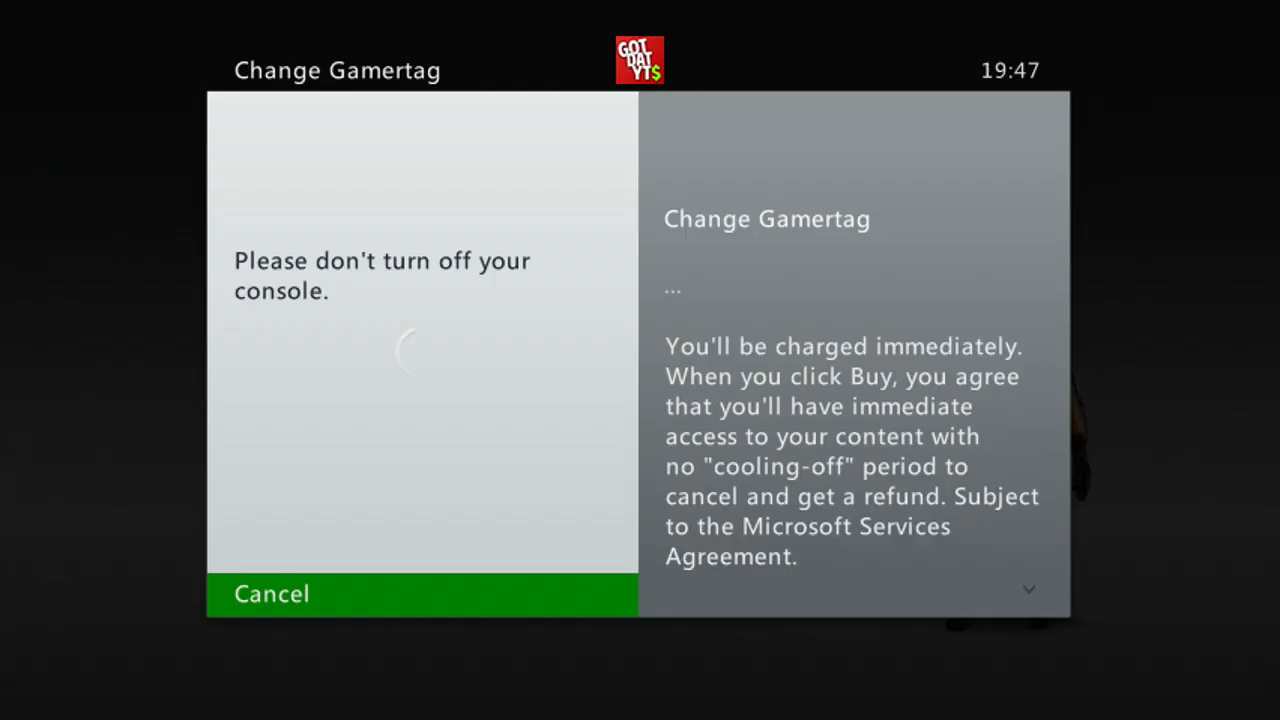 Change Gamertag
GOT
DAT
YT$
19:47
Please don't turn off your
console.
Cancel
Change Gamertag
...
You'll be charged immediately.
When you click Buy, you agree
that you'll have immediate
access to your content with
no "cooling-off" period to
cancel and get a refund. Subject
to the Microsoft Services
Agreement.